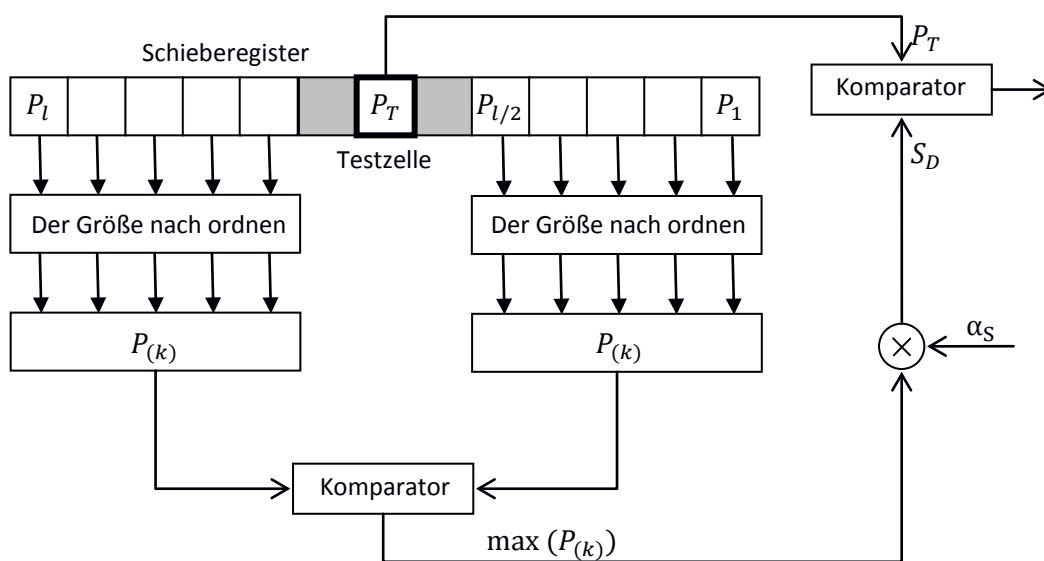 P_T
Schieberegister
Komparator
P_l P_T P_{l/2} P_1
Testzelle
S_D
Der Größe nach ordnen Der Größe nach ordnen
P_{(k)} P_{(k)}
× α_S
Komparator
max (P_{(k)})